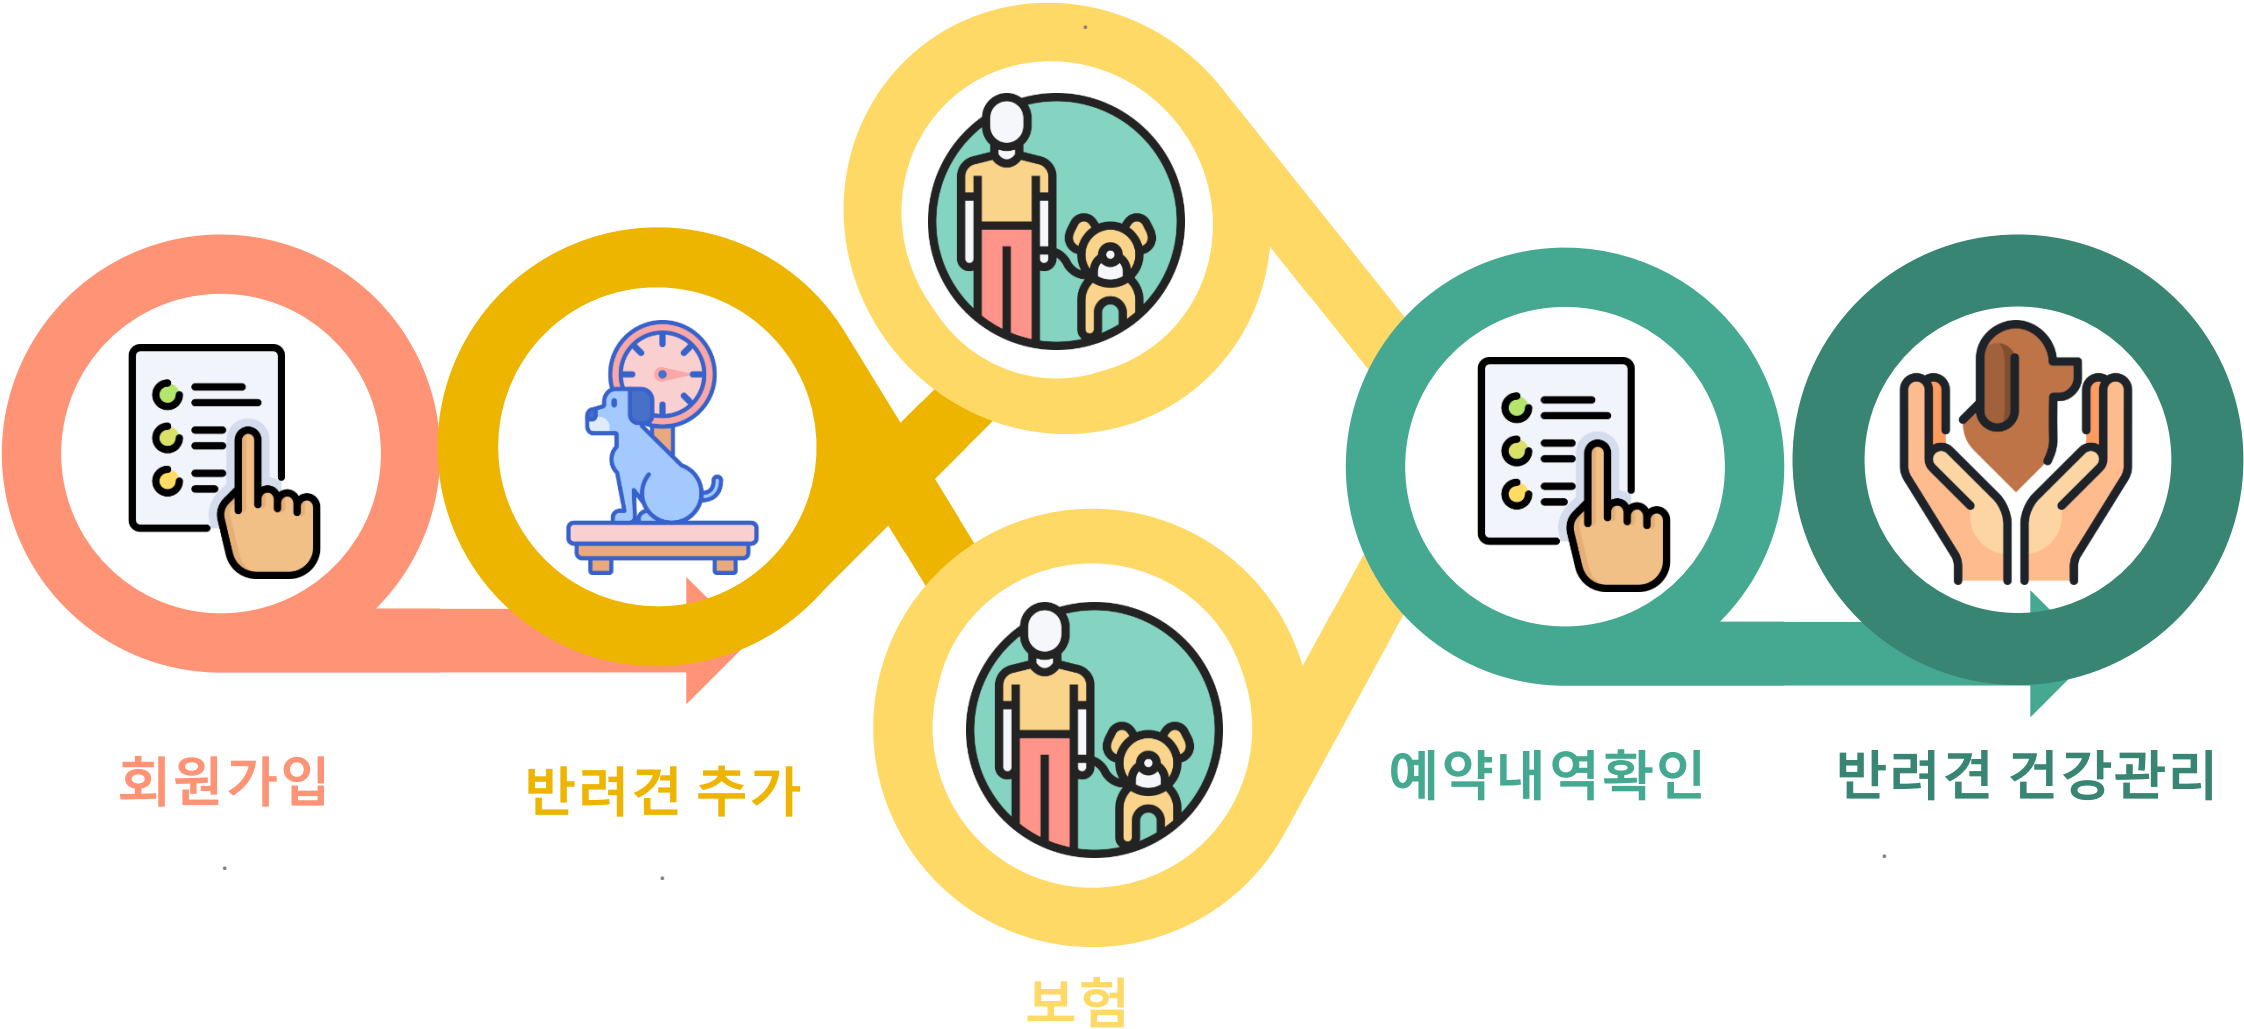 회원가입
반려견 추가
보험
예약내역확인
반려견 건강관리